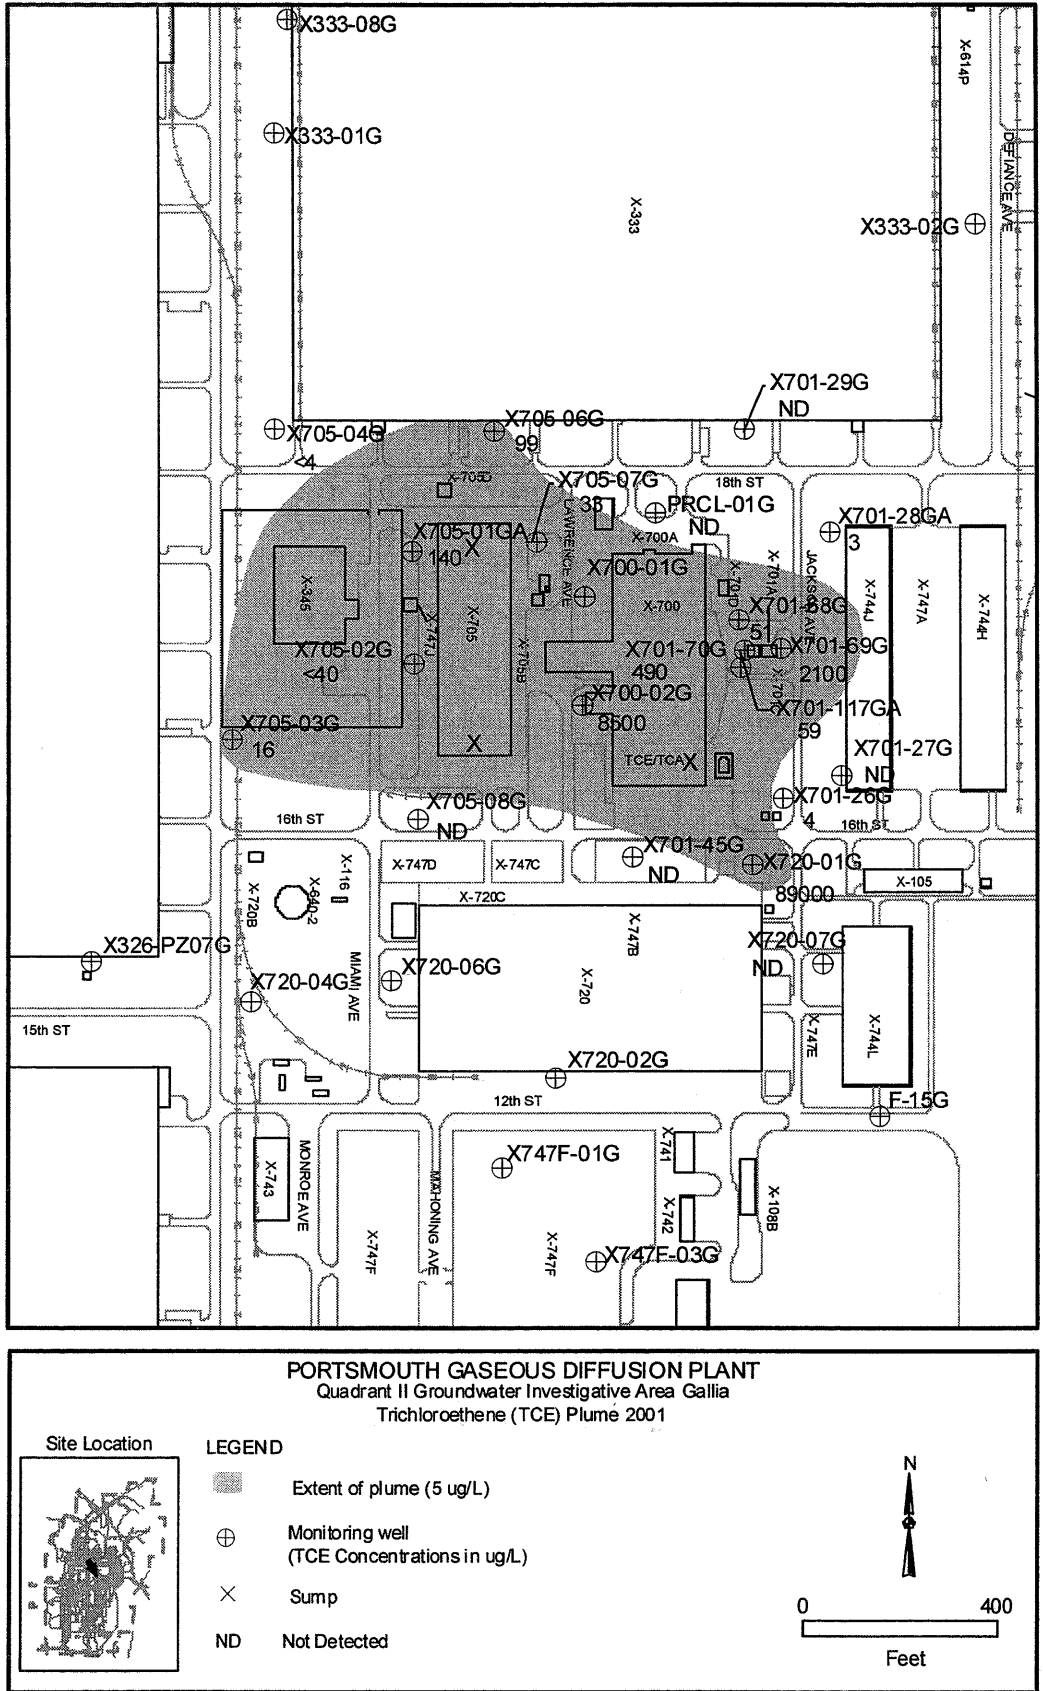 X333-08G
X-614P
X333-01G
DEFIANCE AVE
X-333
X333-02G
X701-29G
ND
X705-04G
<4
X705-06G
99
X-705D
X705-07G
33
18th ST
PRCL-01G
ND
X701-28GA
3
X705-01GA
140
LAWRENCE AVE
X-700A
X700-01G
X-701D
X-701A
JACKSON AVE
X-744J
X-747A
X-744H
X-345
X-747J
X-705
X-705B
X-700
X701-68G
51
X705-02G
<40
X701-70G
490
X701-69G
2100
X700-02G
8500
X701-117GA
59
X705-03G
16
TCE/TCA
X701-27G
ND
X705-08G
ND
X701-26G
4
16th ST
16th ST
X701-45G
ND
X720-01G
89000
X-747D
X-747C
X-105
X-116
X-640-2
X-720B
X-720C
X-747B
X326-PZ07G
X720-07G
ND
X720-04G
MIAMI AVE
X720-06G
X-720
15th ST
X-747E
X-744L
X720-02G
12th ST
F-15G
X747F-01G
X-741
X-743
MONROE AVE
MAHONING AVE
X-742
X-108B
X-747F
X-747F
X747F-03G
PORTSMOUTH GASEOUS DIFFUSION PLANT
Quadrant II Groundwater Investigative Area Gallia
Trichloroethene (TCE) Plume 2001
Site Location
LEGEND
Extent of plume (5 ug/L)
Monitoring well
(TCE Concentrations in ug/L)
Sump
ND Not Detected
N
0 400
Feet